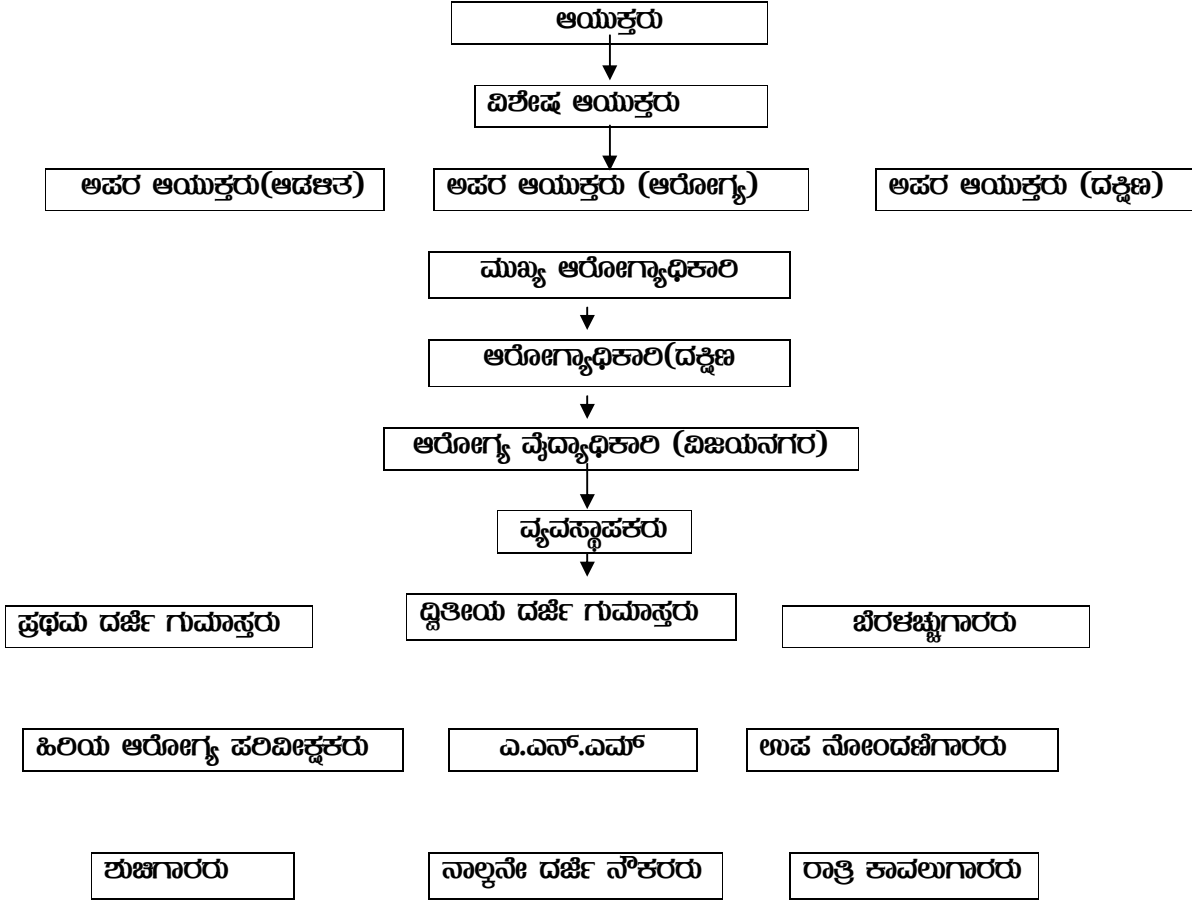 ಆಯುಕ್ತರು
ವಿಶೇಷ ಆಯುಕ್ತರು
ಅಪರ ಆಯುಕ್ತರು(ಆಡಳಿತ)
ಅಪರ ಆಯುಕ್ತರು (ಆರೋಗ್ಯ)
ಅಪರ ಆಯುಕ್ತರು (ದಕ್ಷಿಣ)
ಮುಖ್ಯ ಆರೋಗ್ಯಾಧಿಕಾರಿ
ಆರೋಗ್ಯಾಧಿಕಾರಿ(ದಕ್ಷಿಣ
ಆರೋಗ್ಯ ವೈದ್ಯಾಧಿಕಾರಿ (ವಿಜಯನಗರ)
ವ್ಯವಸ್ಥಾಪಕರು
ಪ್ರಥಮ ದರ್ಜೆ ಗುಮಾಸ್ತರು
ದ್ವಿತೀಯ ದರ್ಜೆ ಗುಮಾಸ್ತರು
ಬೆರಳಚ್ಚುಗಾರರು
ಹಿರಿಯ ಆರೋಗ್ಯ ಪರಿವೀಕ್ಷಕರು
ಎ.ಎನ್.ಎಮ್
ಉಪ ನೋಂದಣಿಗಾರರು
ಶುಚಿಗಾರರು
ನಾಲ್ಕನೇ ದರ್ಜೆ ನೌಕರರು
ರಾತ್ರಿ ಕಾವಲುಗಾರರು